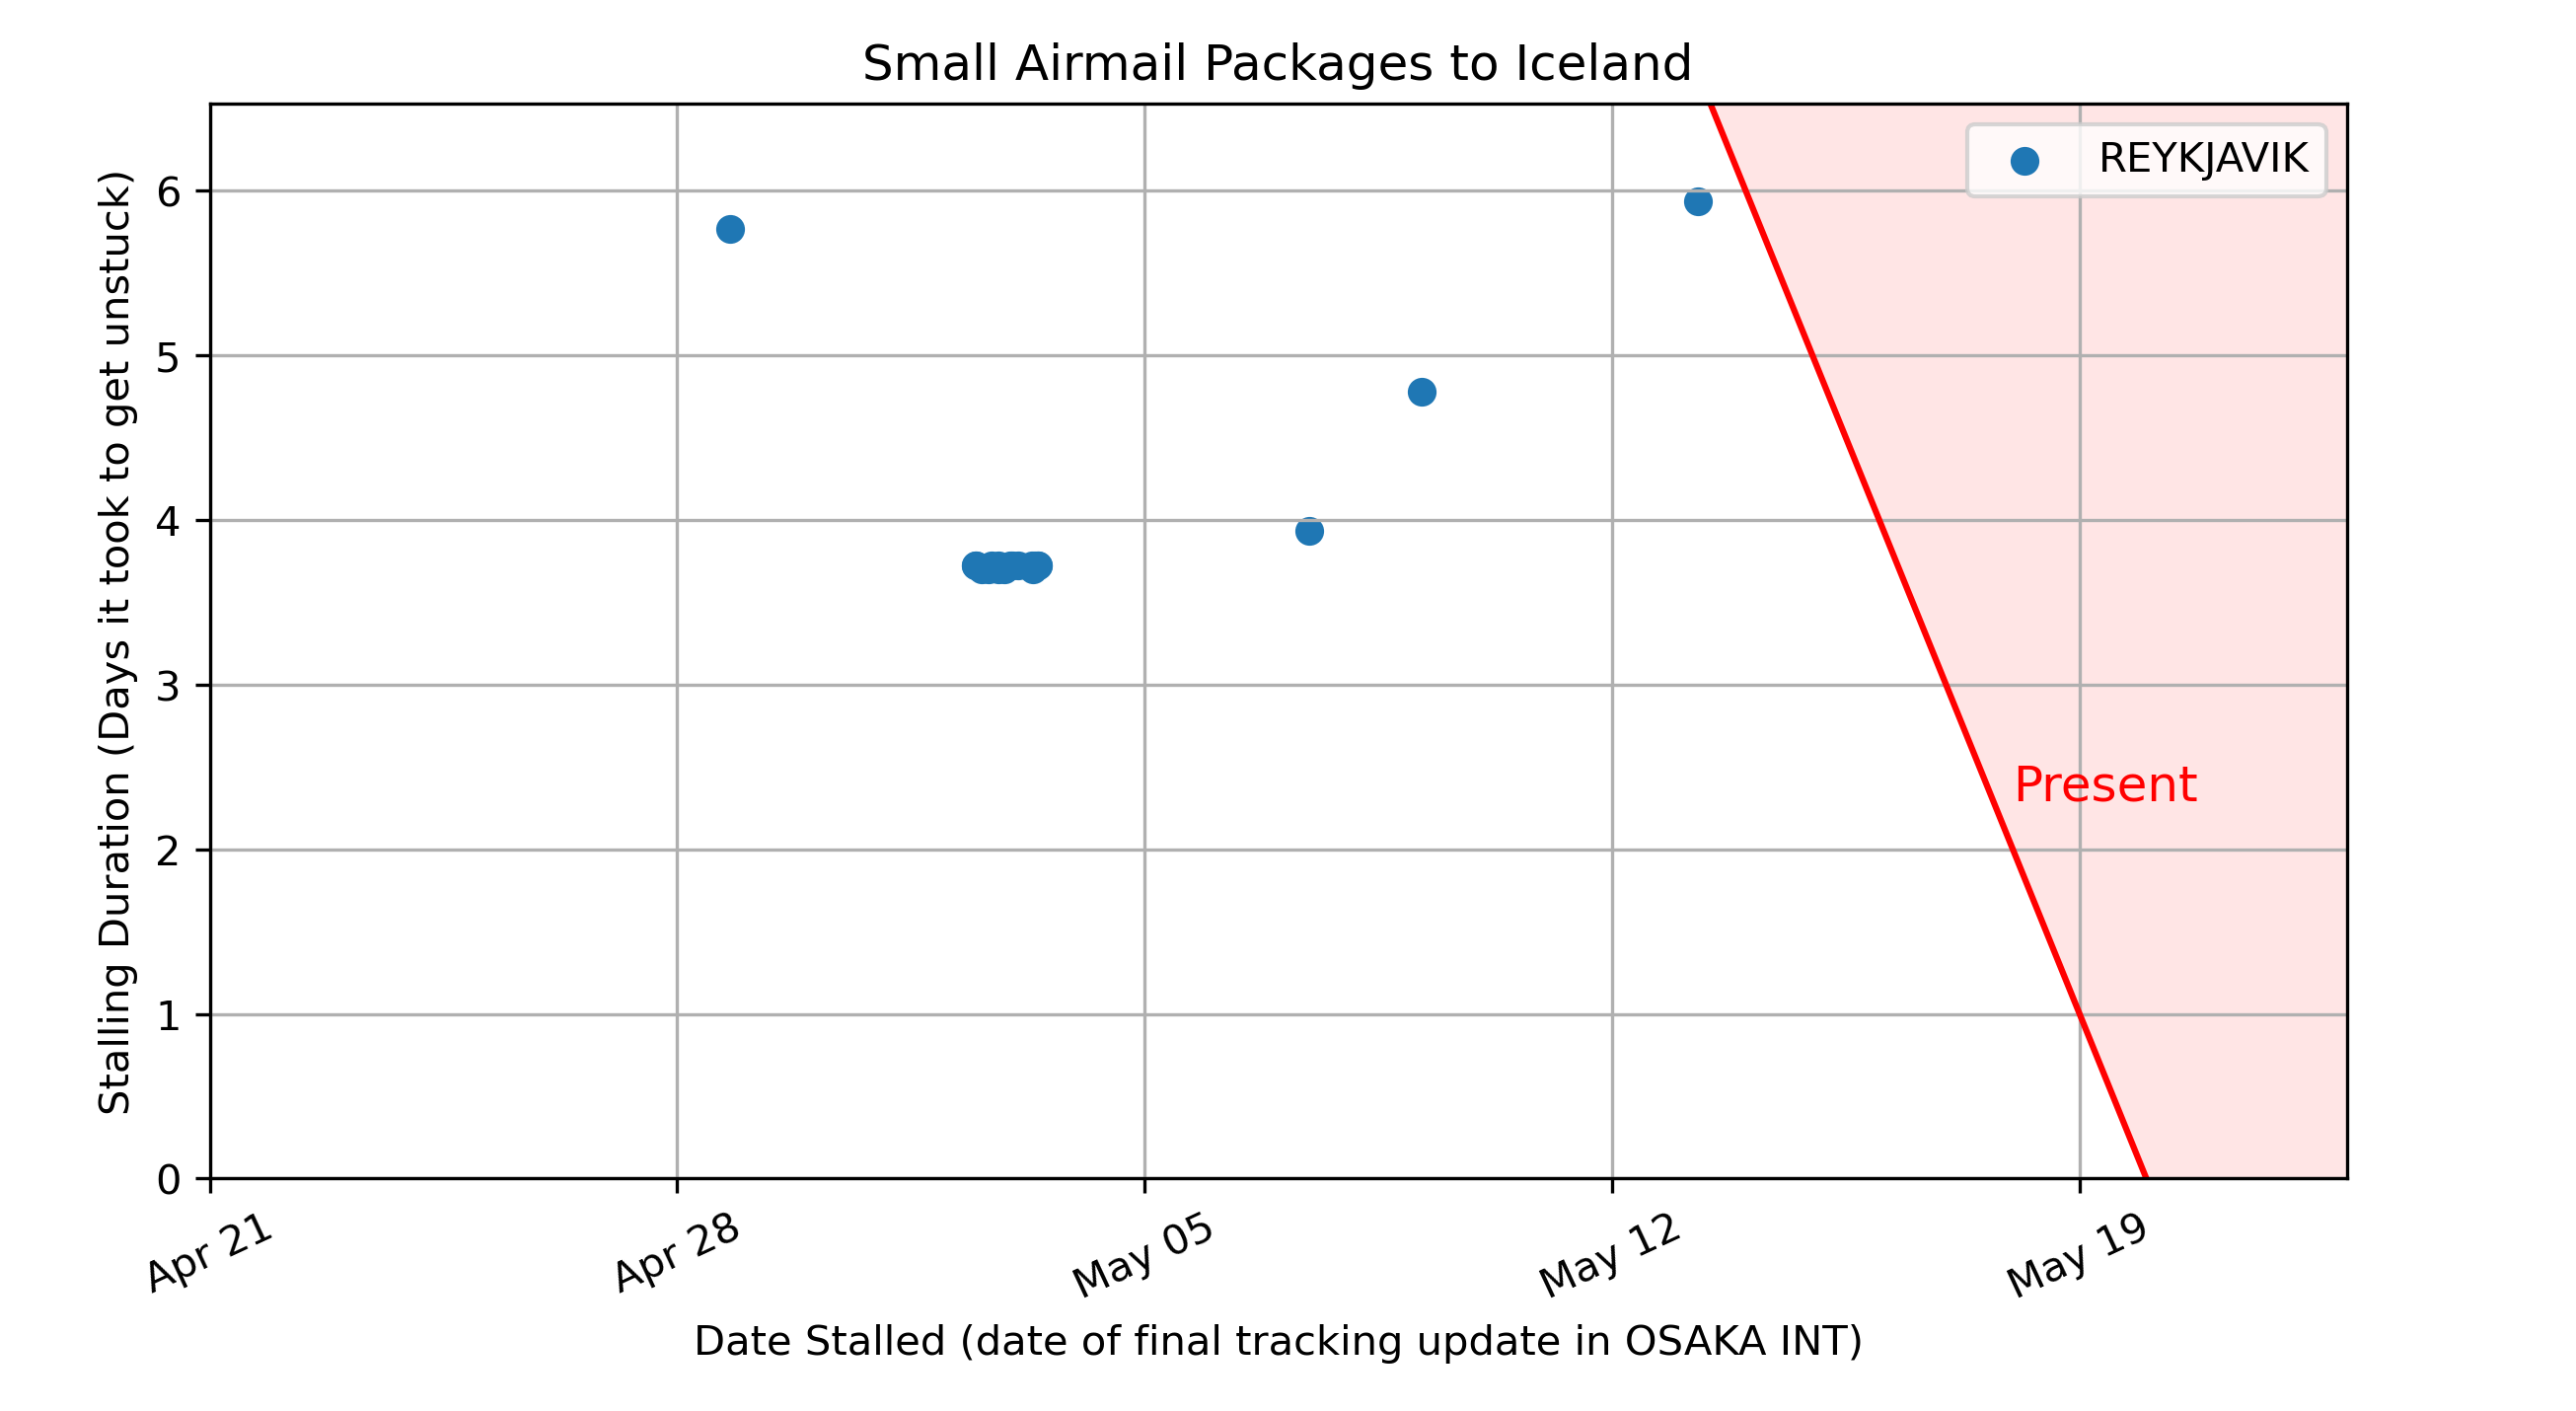 Small Airmail Packages to Iceland
REYKJAVIK
Stalling Duration (Days it took to get unstuck)
6
5
4
3
2
1
0
Present
Apr 21
Apr 28
May 05
May 12
May 19
Date Stalled (date of final tracking update in OSAKA INT)